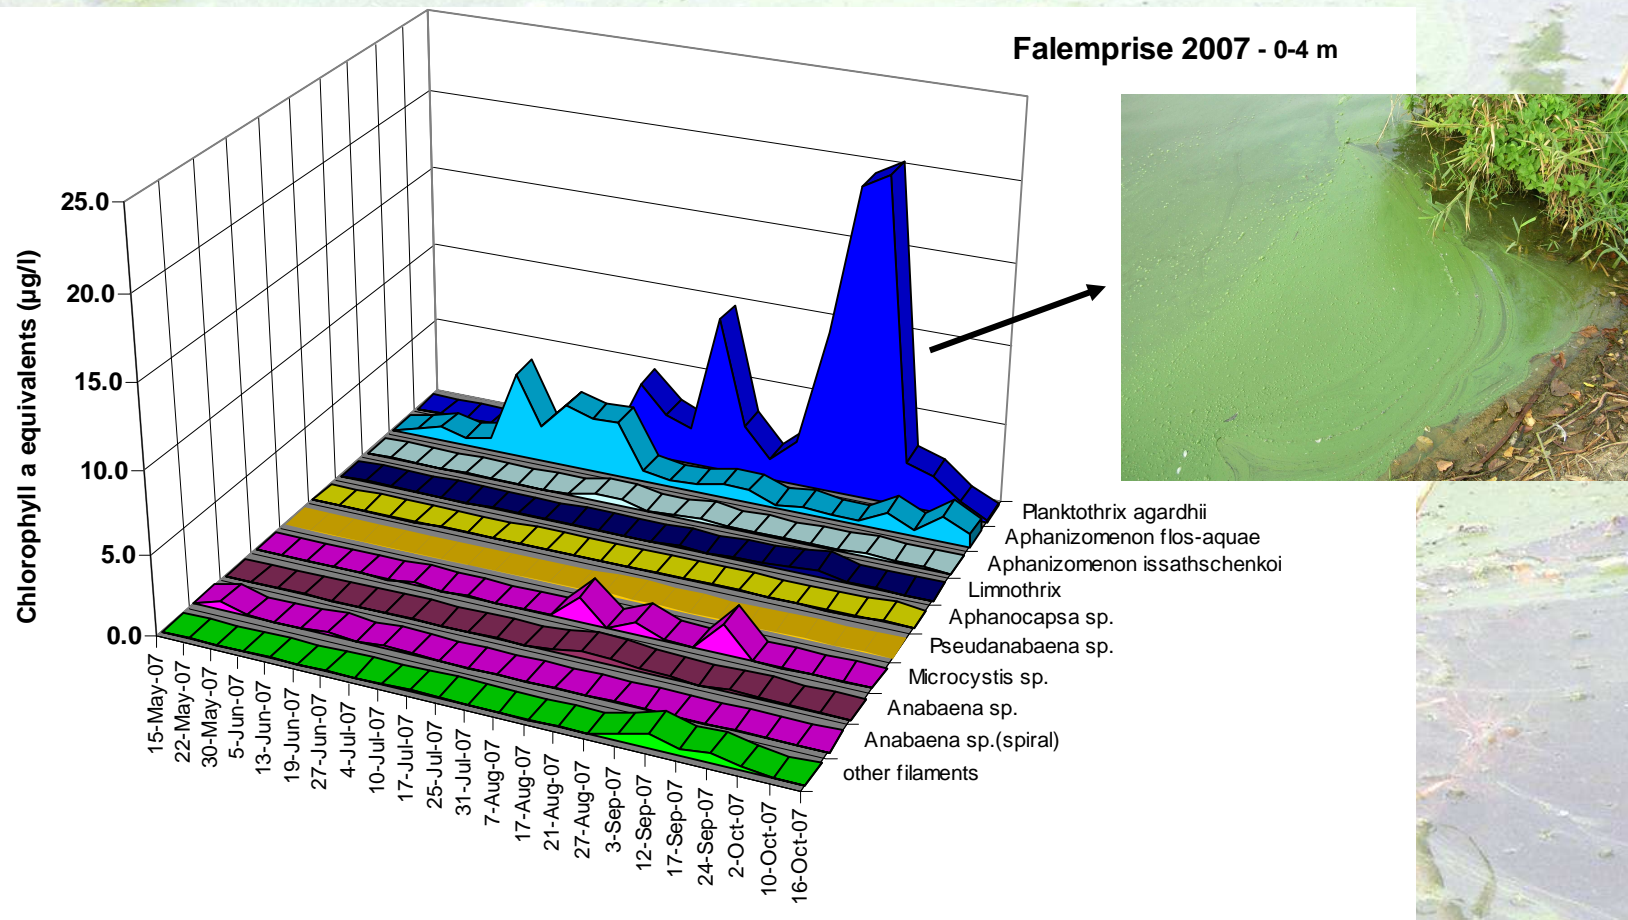 Falemprise 2007 - 0-4 m
Chlorophyll a equivalents (µg/l)
25.0
20.0
15.0
10.0
5.0
0.0
15-May-07
22-May-07
30-May-07
5-Jun-07
13-Jun-07
19-Jun-07
27-Jun-07
4-Jul-07
10-Jul-07
17-Jul-07
25-Jul-07
31-Jul-07
7-Aug-07
17-Aug-07
21-Aug-07
27-Aug-07
3-Sep-07
12-Sep-07
17-Sep-07
24-Sep-07
2-Oct-07
10-Oct-07
16-Oct-07
Planktothrix agardhii
Aphanizomenon flos-aquae
Aphanizomenon issathschenkoi
Limnothrix
Aphanocapsa sp.
Pseudanabaena sp.
Microcystis sp.
Anabaena sp.
Anabaena sp.(spiral)
other filaments